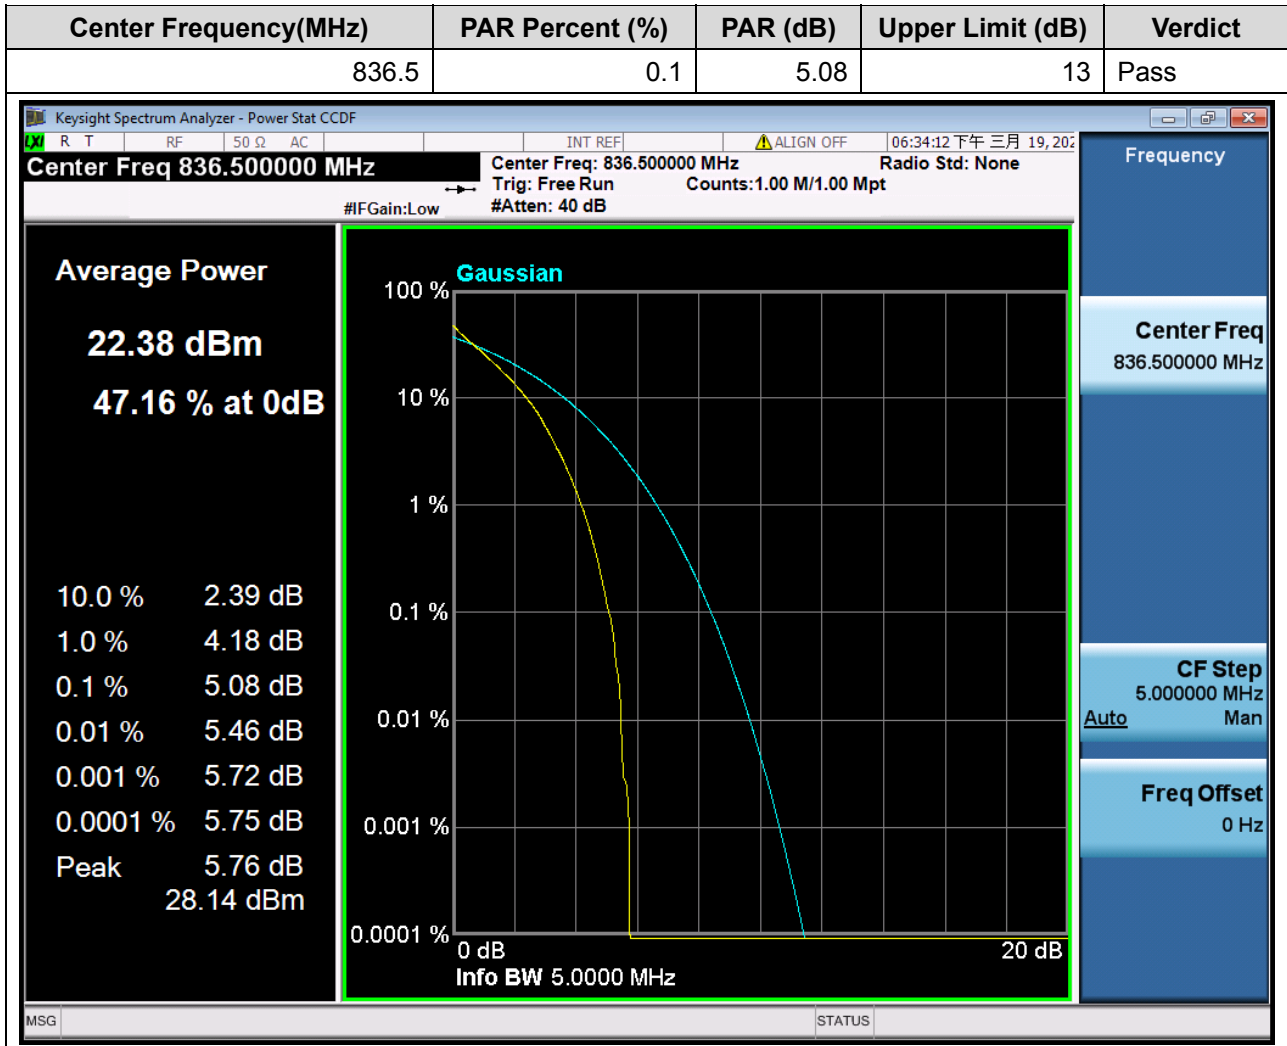 Center Frequency(MHz) PAR Percent (%) PAR (dB) Upper Limit (dB) Verdict
836.5 0.1 5.08 13 Pass
Keysight Spectrum Analyzer - Power Stat CCDF
LXI R T RF 50 Ω AC INT REF ALIGN OFF 06:34:12 下午 三月 19, 202
Center Freq 836.500000 MHz
Center Freq: 836.500000 MHz Radio Std: None
Trig: Free Run Counts:1.00 M/1.00 Mpt
#IFGain:Low #Atten: 40 dB
Average Power
22.38 dBm
47.16 % at 0dB
10.0 % 2.39 dB
1.0 % 4.18 dB
0.1 % 5.08 dB
0.01 % 5.46 dB
0.001 % 5.72 dB
0.0001 % 5.75 dB
Peak 5.76 dB
28.14 dBm
Gaussian
100 %
10 %
1 %
0.1 %
0.01 %
0.001 %
0.0001 %
0 dB 20 dB
Info BW 5.0000 MHz
Frequency
Center Freq
836.500000 MHz
CF Step
5.000000 MHz
Auto Man
Freq Offset
0 Hz
MSG STATUS